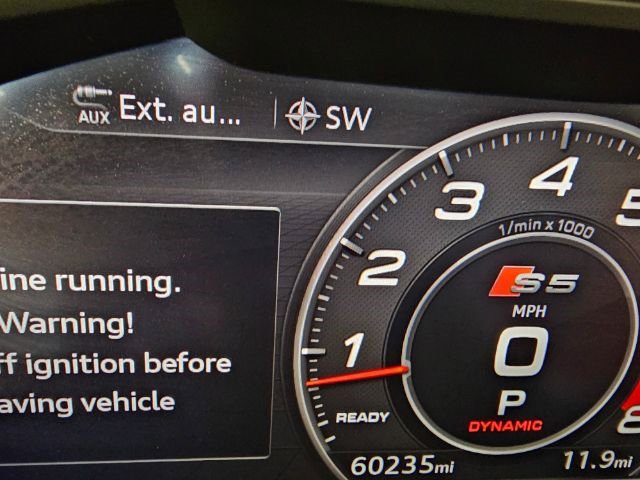 AUX Ext. au... SW
ine running.
Warning!
ff ignition before
aving vehicle
1
2
3
4
5
8
1/min x 1000
S5
MPH
0
P
DYNAMIC
READY
60235mi 11.9mi